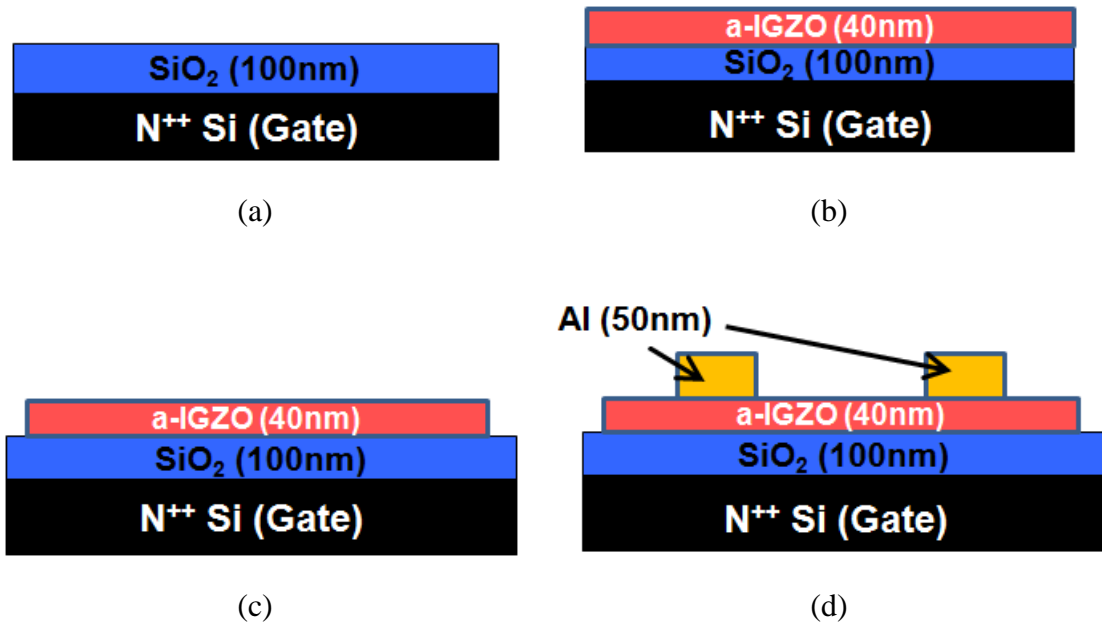 SiO₂ (100nm)
N⁺⁺ Si (Gate)
(a)
a-IGZO (40nm)
SiO₂ (100nm)
N⁺⁺ Si (Gate)
(b)
a-IGZO (40nm)
SiO₂ (100nm)
N⁺⁺ Si (Gate)
(c)
Al (50nm)
a-IGZO (40nm)
SiO₂ (100nm)
N⁺⁺ Si (Gate)
(d)